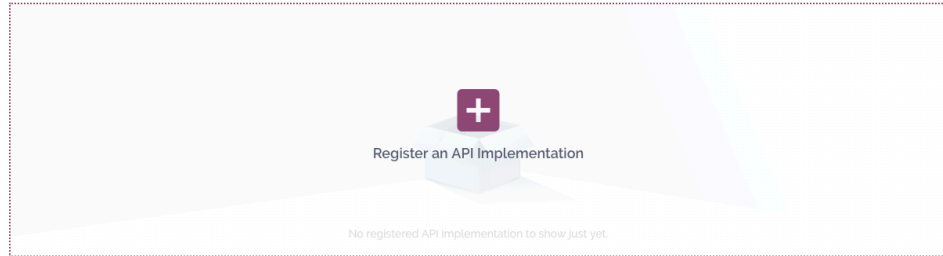 Register an API Implementation
No registered API implementation to show just yet.